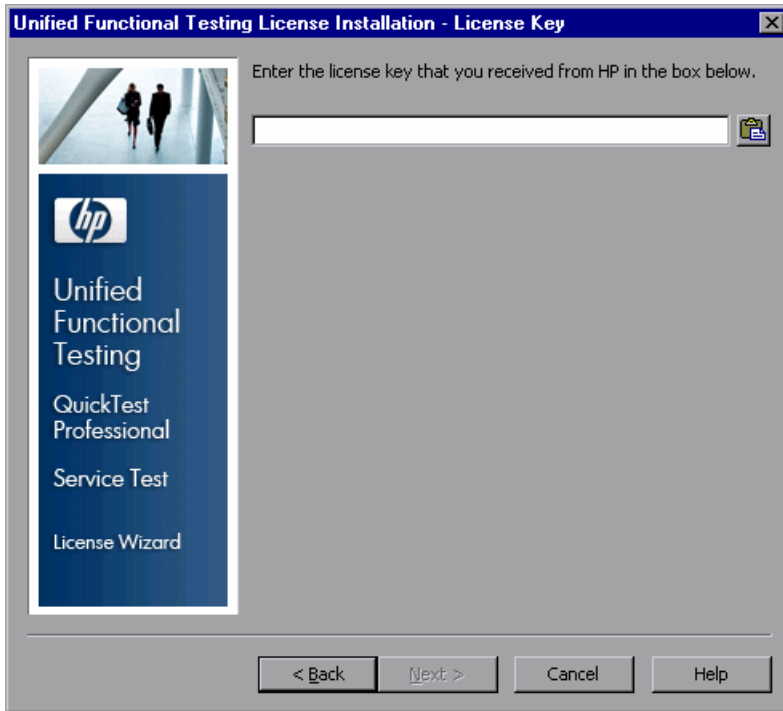 Unified Functional Testing License Installation - License Key
Enter the license key that you received from HP in the box below.
hp
Unified
Functional
Testing
QuickTest
Professional
Service Test
License Wizard
< Back
Next >
Cancel
Help